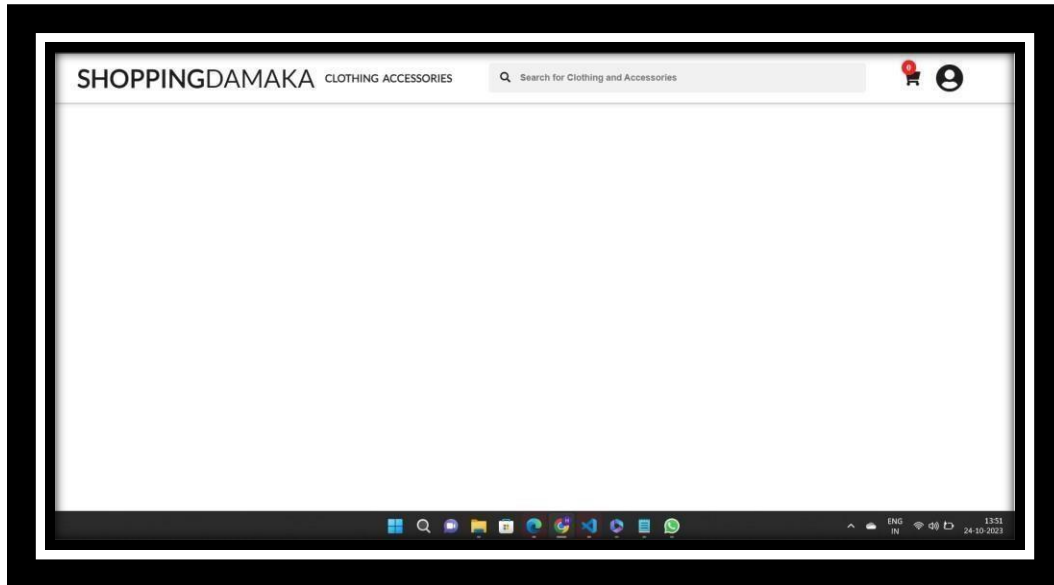 SHOPPINGDAMAKA CLOTHING ACCESSORIES Search for Clothing and Accessories 0
ENG 13:51
IN 24-10-2023